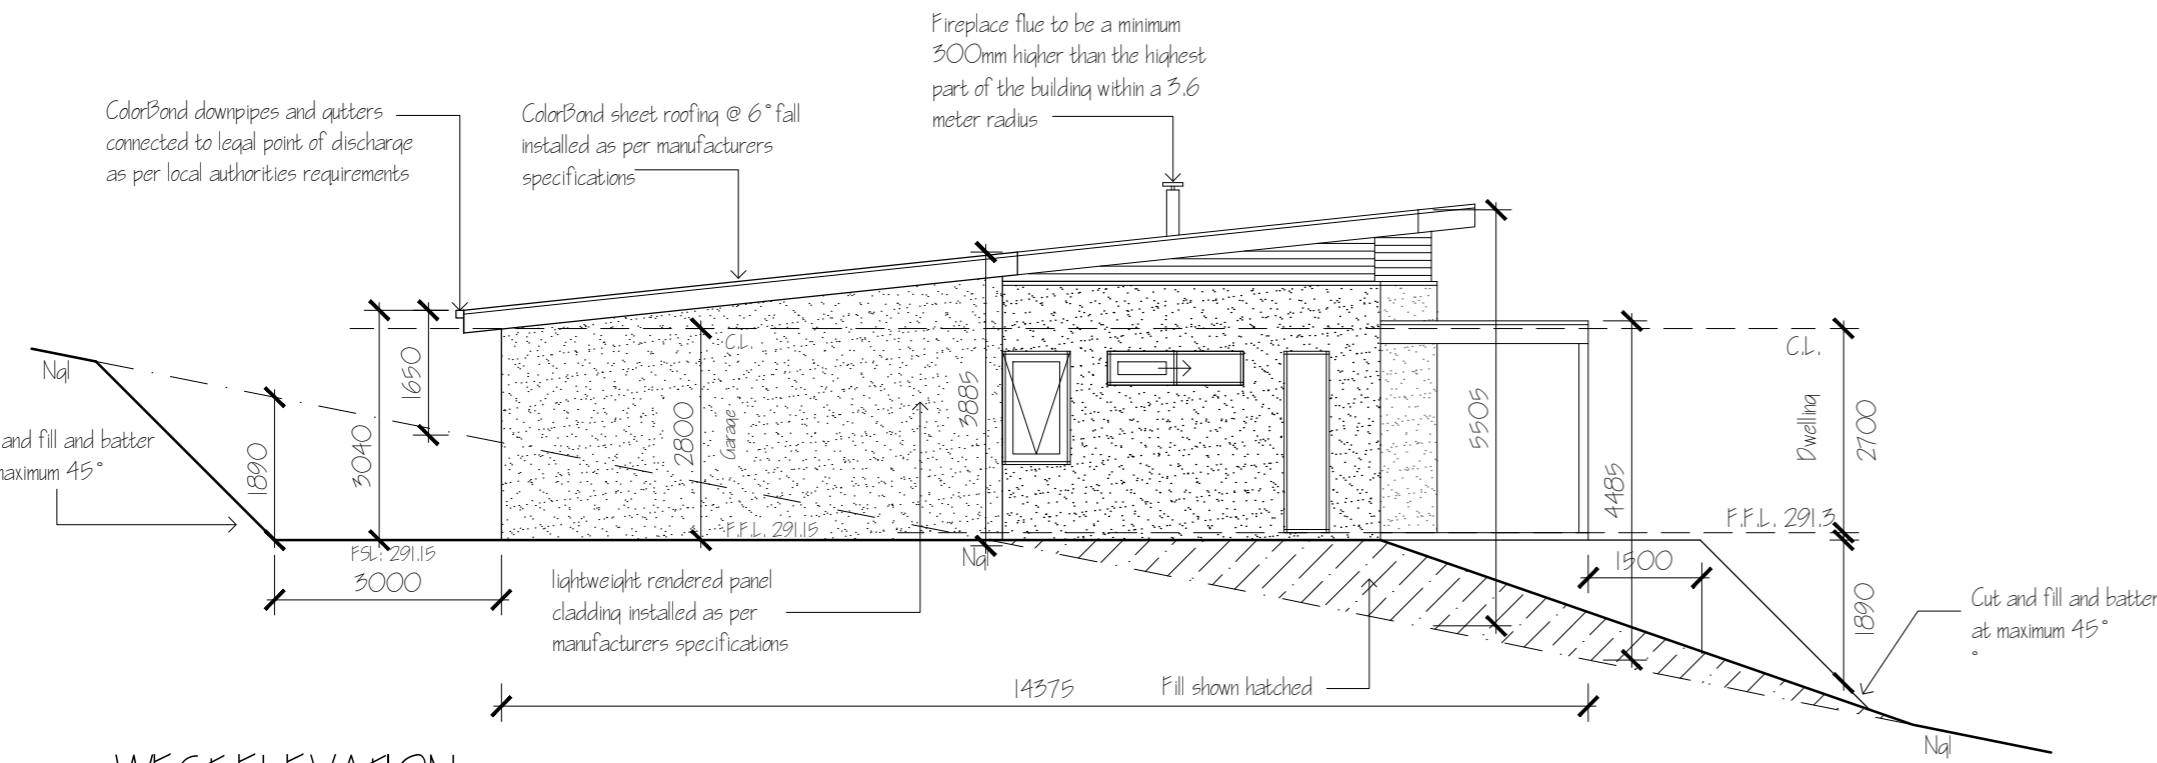 Fireplace flue to be a minimum
300mm higher than the highest
part of the building within a 3.6
meter radius
ColorBond downpipes and gutters
connected to legal point of discharge
as per local authorities requirements
ColorBond sheet roofing @ 6° fall
installed as per manufacturers
specifications
Ngl
and fill and batter
maximum 45°
1890
3040
1650
2800
C.L.
Garage
3885
5505
4485
C.L.
Dwelling
2700
F.F.L. 291.15
F.F.L. 291.3
FSL: 291.15
3000
Ngl
1500
1890
lightweight rendered panel
cladding installed as per
manufacturers specifications
Cut and fill and batter
at maximum 45°
°
14375
Fill shown hatched
Ngl
WEST ELEVATION